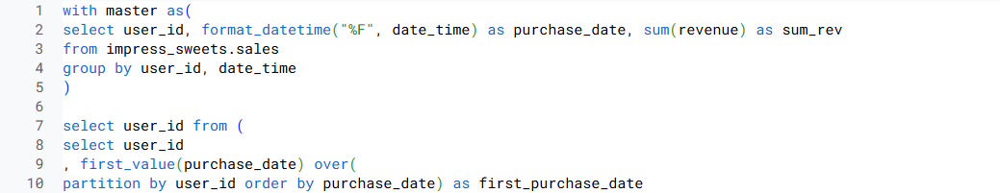 1 with master as(
2 select user_id, format_datetime("%F", date_time) as purchase_date, sum(revenue) as sum_rev
3 from impress_sweets.sales
4 group by user_id, date_time
5 )
6
7 select user_id from (
8 select user_id
9 , first_value(purchase_date) over(
10 partition by user_id order by purchase_date) as first_purchase_date